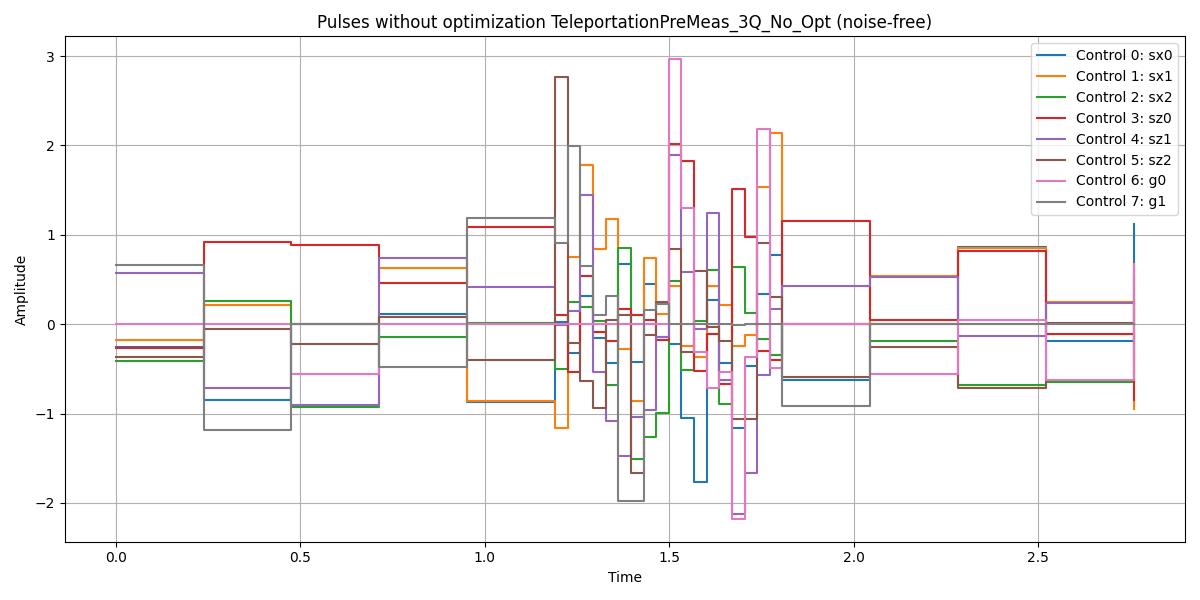 Pulses without optimization TeleportationPreMeas_3Q_No_Opt (noise-free)
3
2
1
0
−1
−2
Amplitude
0.0
0.5
1.0
1.5
2.0
2.5
Time
Control 0: sx0
Control 1: sx1
Control 2: sx2
Control 3: sz0
Control 4: sz1
Control 5: sz2
Control 6: g0
Control 7: g1